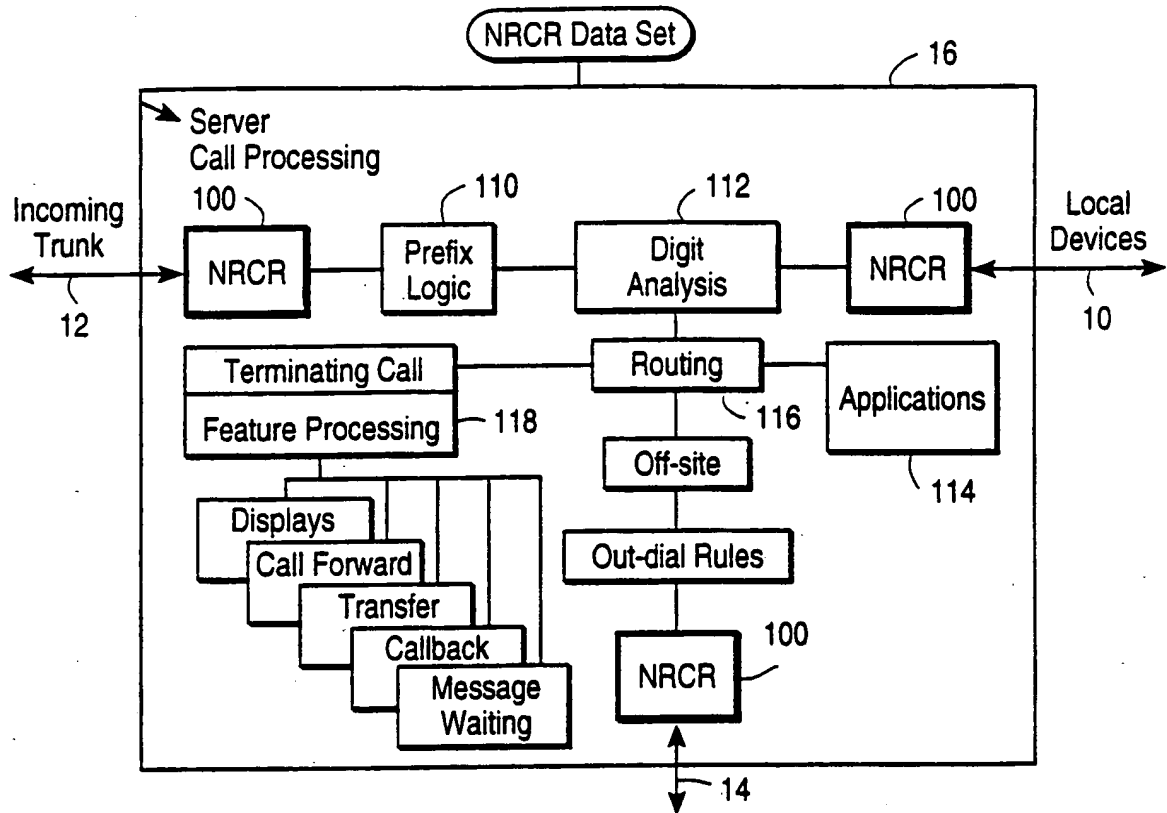 NRCR Data Set
16
Server
Call Processing
Incoming
Trunk
12
100
NRCR
110
Prefix
Logic
112
Digit
Analysis
100
NRCR
Local
Devices
10
Terminating Call
Feature Processing
118
Routing
116
Applications
114
Off-site
Out-dial Rules
NRCR
100
14
Displays
Call Forward
Transfer
Callback
Message
Waiting